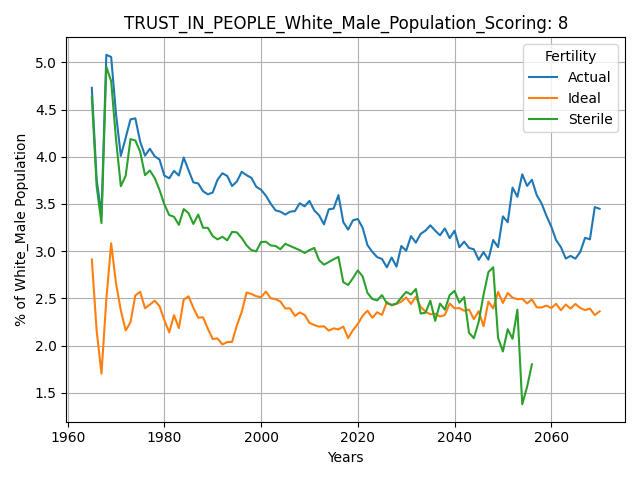 TRUST_IN_PEOPLE_White_Male_Population_Scoring: 8
Fertility
Actual
Ideal
Sterile
% of White_Male Population
5.0
4.5
4.0
3.5
3.0
2.5
2.0
1.5
1960 1980 2000 2020 2040 2060
Years